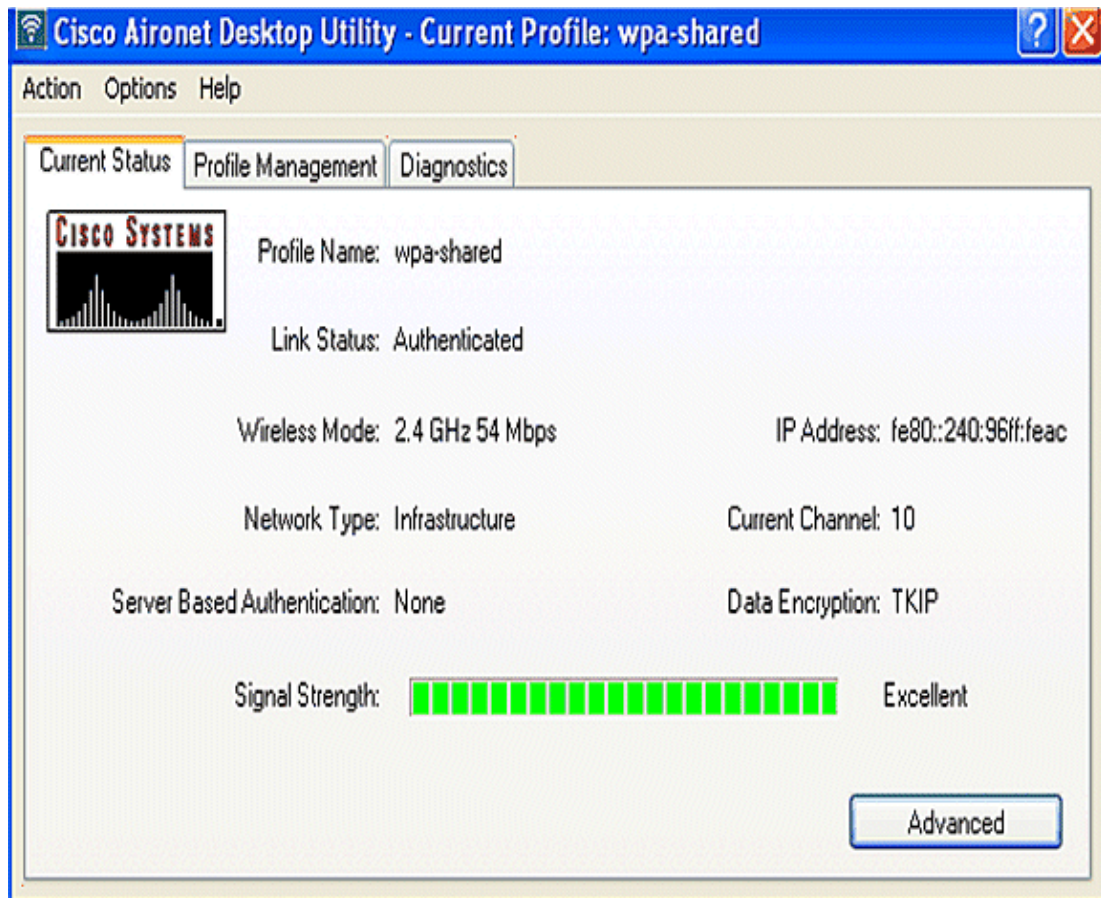 Cisco Aironet Desktop Utility - Current Profile: wpa-shared
Action Options Help
Current Status Profile Management Diagnostics
CISCO SYSTEMS
Profile Name: wpa-shared
Link Status: Authenticated
Wireless Mode: 2.4 GHz 54 Mbps IP Address: fe80::240:96ff:feac
Network Type: Infrastructure Current Channel: 10
Server Based Authentication: None Data Encryption: TKIP
Signal Strength: Excellent
Advanced